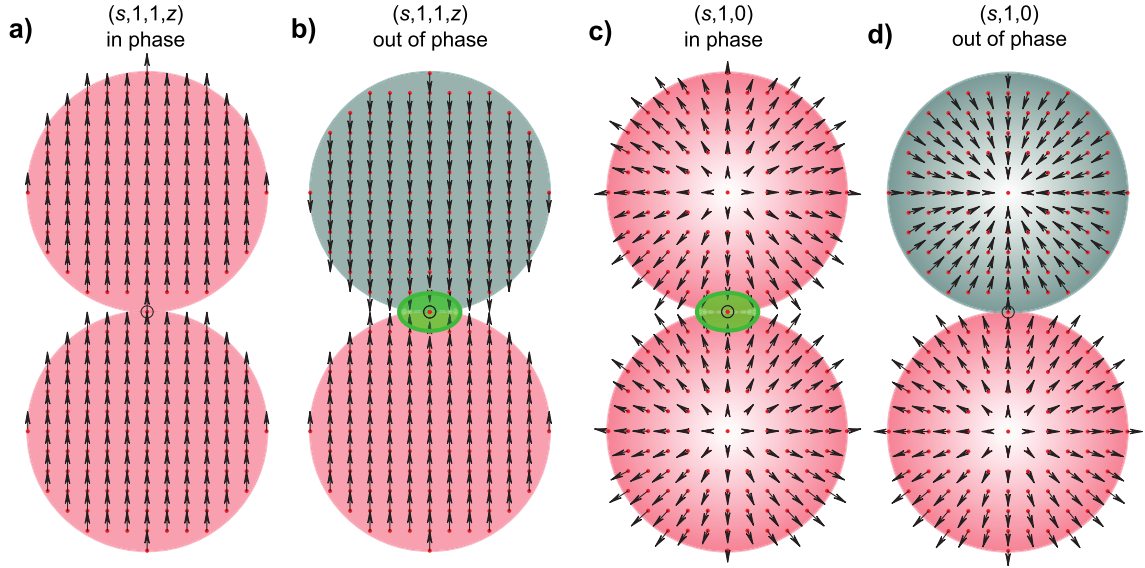 a)
(s,1,1,z)
in phase
b)
(s,1,1,z)
out of phase
c)
(s,1,0)
in phase
d)
(s,1,0)
out of phase